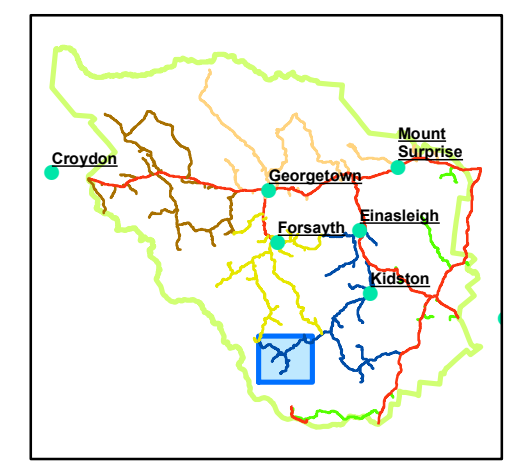 Mount
Surprise
Croydon
Georgetown
Einasleigh
Forsayth
Kidston